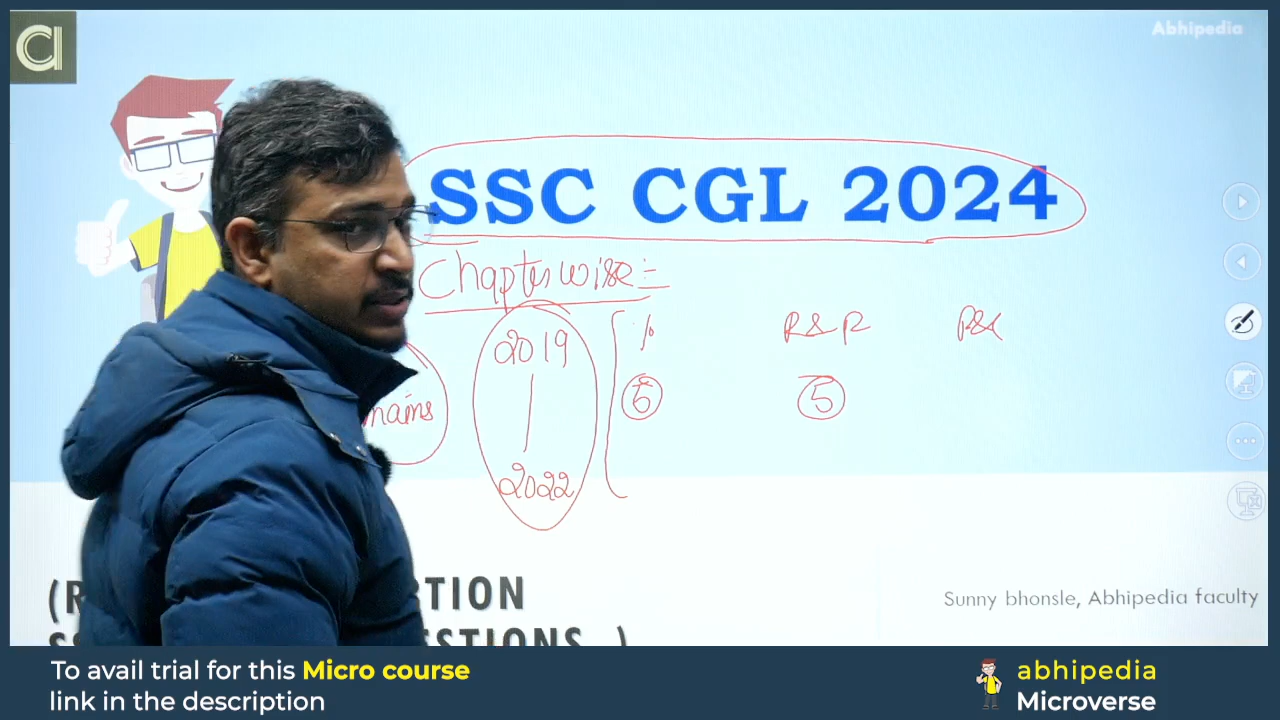 Abhipedia
SSC CGL 2024
Chapterwise :-
2019
%
R&P
mains
6
5
2022
TION
STIONS )
Sunny bhonsle, Abhipedia faculty
To avail trial for this Micro course
link in the description
abhipedia
Microverse